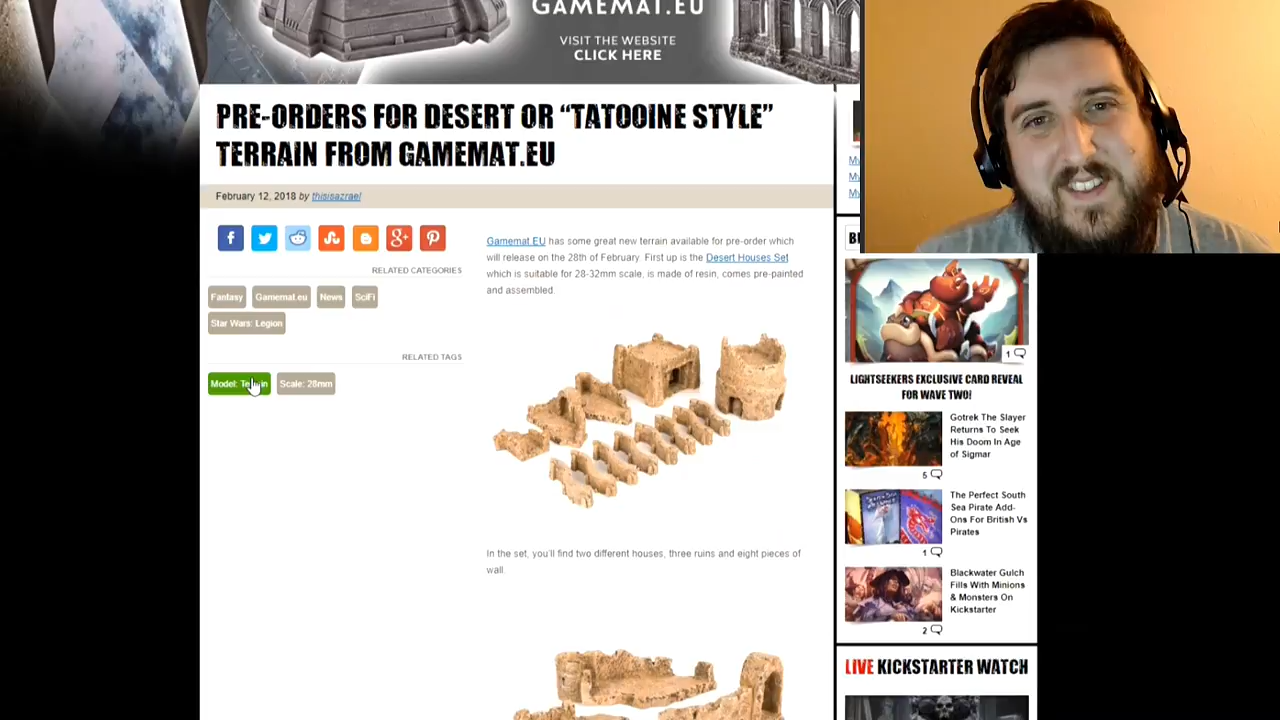 GAMEMAT.EU
VISIT THE WEBSITE
CLICK HERE
PRE-ORDERS FOR DESERT OR “TATOOINE STYLE”
TERRAIN FROM GAMEMAT.EU
February 12, 2018 by thisisazrael
RELATED CATEGORIES
Fantasy Gamemat.eu News SciFi
Star Wars: Legion
RELATED TAGS
Scale: 28mm
Gamemat EU has some great new terrain available for pre-order which
will release on the 28th of February. First up is the Desert Houses Set
which is suitable for 28-32mm scale, is made of resin, comes pre-painted
and assembled.
In the set, you'll find two different houses, three ruins and eight pieces of
wall.
1
LIGHTSEEKERS EXCLUSIVE CARD REVEAL
FOR WAVE TWO!
Gotrek The Slayer
Returns To Seek
His Doom In Age
of Sigmar
5
The Perfect South
Sea Pirate Add-
Ons For British Vs
Pirates
1
Blackwater Gulch
Fills With Minions
& Monsters On
Kickstarter
2
LIVE KICKSTARTER WATCH
Model: